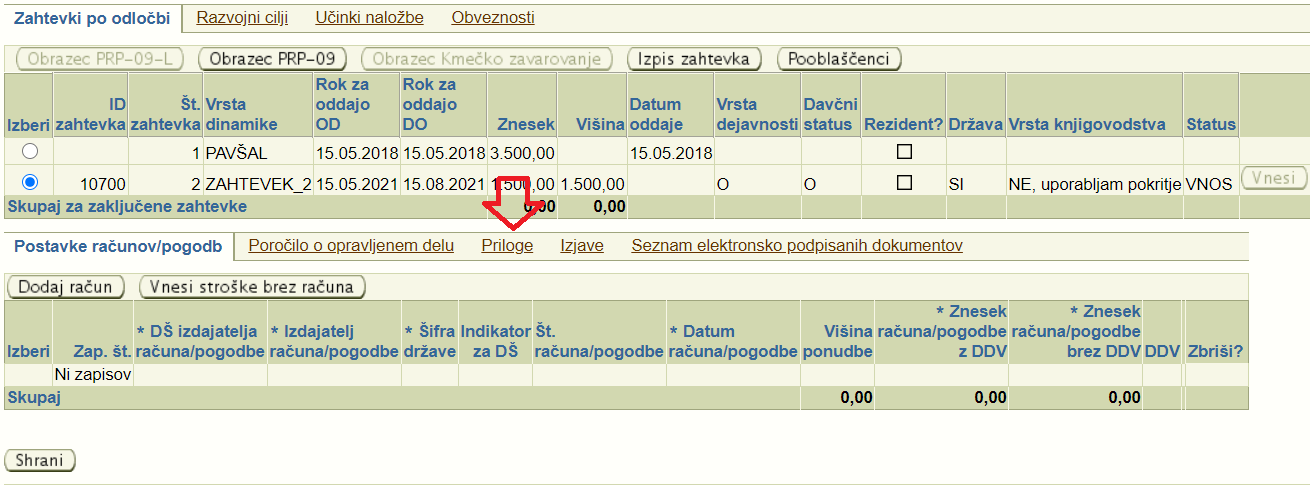 Zahtevki po odločbi Razvojni cilji Učinki naložbe Obveznosti
Obrazec PRP-09-L Obrazec PRP-09 Obrazec Kmečko zavarovanje Izpis zahtevka Pooblaščenci
Izberi ID zahtevka Št. zahtevka Vrsta dinamike Rok za oddajo OD Rok za oddajo DO Znesek Višina Datum oddaje Vrsta dejavnosti Davčni status Rezident? Država Vrsta knjigovodstva Status
1 PAVŠAL 15.05.2018 15.05.2018 3.500,00 15.05.2018
10700 2 ZAHTEVEK_2 15.05.2021 15.08.2021 1.500,00 1.500,00 O O SI NE, uporabljam pokritje VNOS Vnesi
Skupaj za zaključene zahtevke 0,00 0,00
Postavke računov/pogodb Poročilo o opravljenem delu Priloge Izjave Seznam elektronsko podpisanih dokumentov
Dodaj račun Vnesi stroške brez računa
Izberi Zap. št. * DŠ izdajatelja računa/pogodbe * Izdajatelj računa/pogodbe * Šifra države Indikator za DŠ Št. računa/pogodbe * Datum računa/pogodbe Višina ponudbe * Znesek računa/pogodbe z DDV * Znesek računa/pogodbe brez DDV DDV Zbriši?
Ni zapisov
Skupaj 0,00 0,00 0,00
Shrani